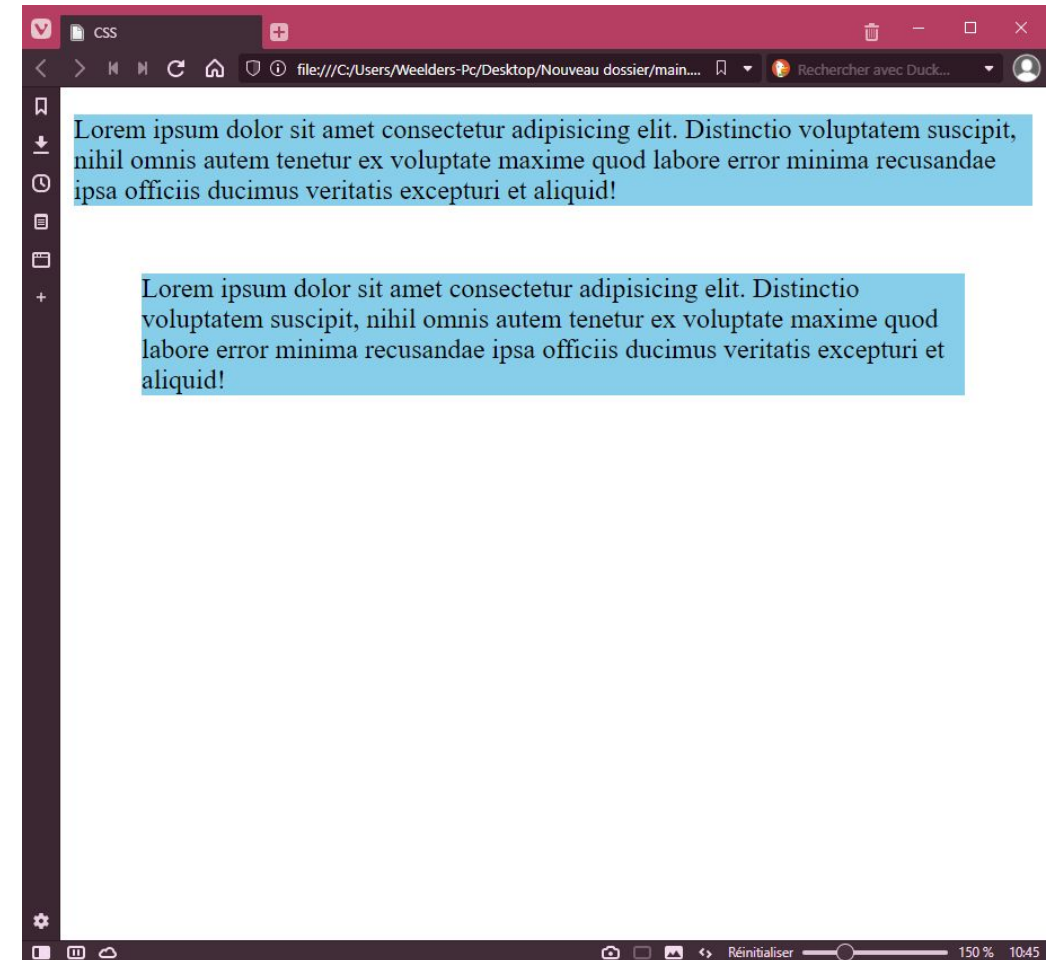 CSS
file:///C:/Users/Weelders-Pc/Desktop/Nouveau dossier/main.... Rechercher avec Duck...
Lorem ipsum dolor sit amet consectetur adipisicing elit. Distinctio voluptatem suscipit,
nihil omnis autem tenetur ex voluptate maxime quod labore error minima recusandae
ipsa officiis ducimus veritatis excepturi et aliquid!
Lorem ipsum dolor sit amet consectetur adipisicing elit. Distinctio
voluptatem suscipit, nihil omnis autem tenetur ex voluptate maxime quod
labore error minima recusandae ipsa officiis ducimus veritatis excepturi et
aliquid!
Réinitialiser 150 % 10:45